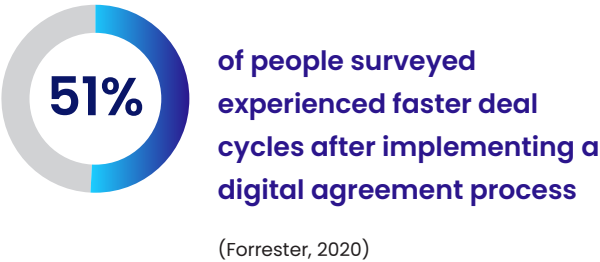 51%
of people surveyed
experienced faster deal
cycles after implementing a
digital agreement process
(Forrester, 2020)